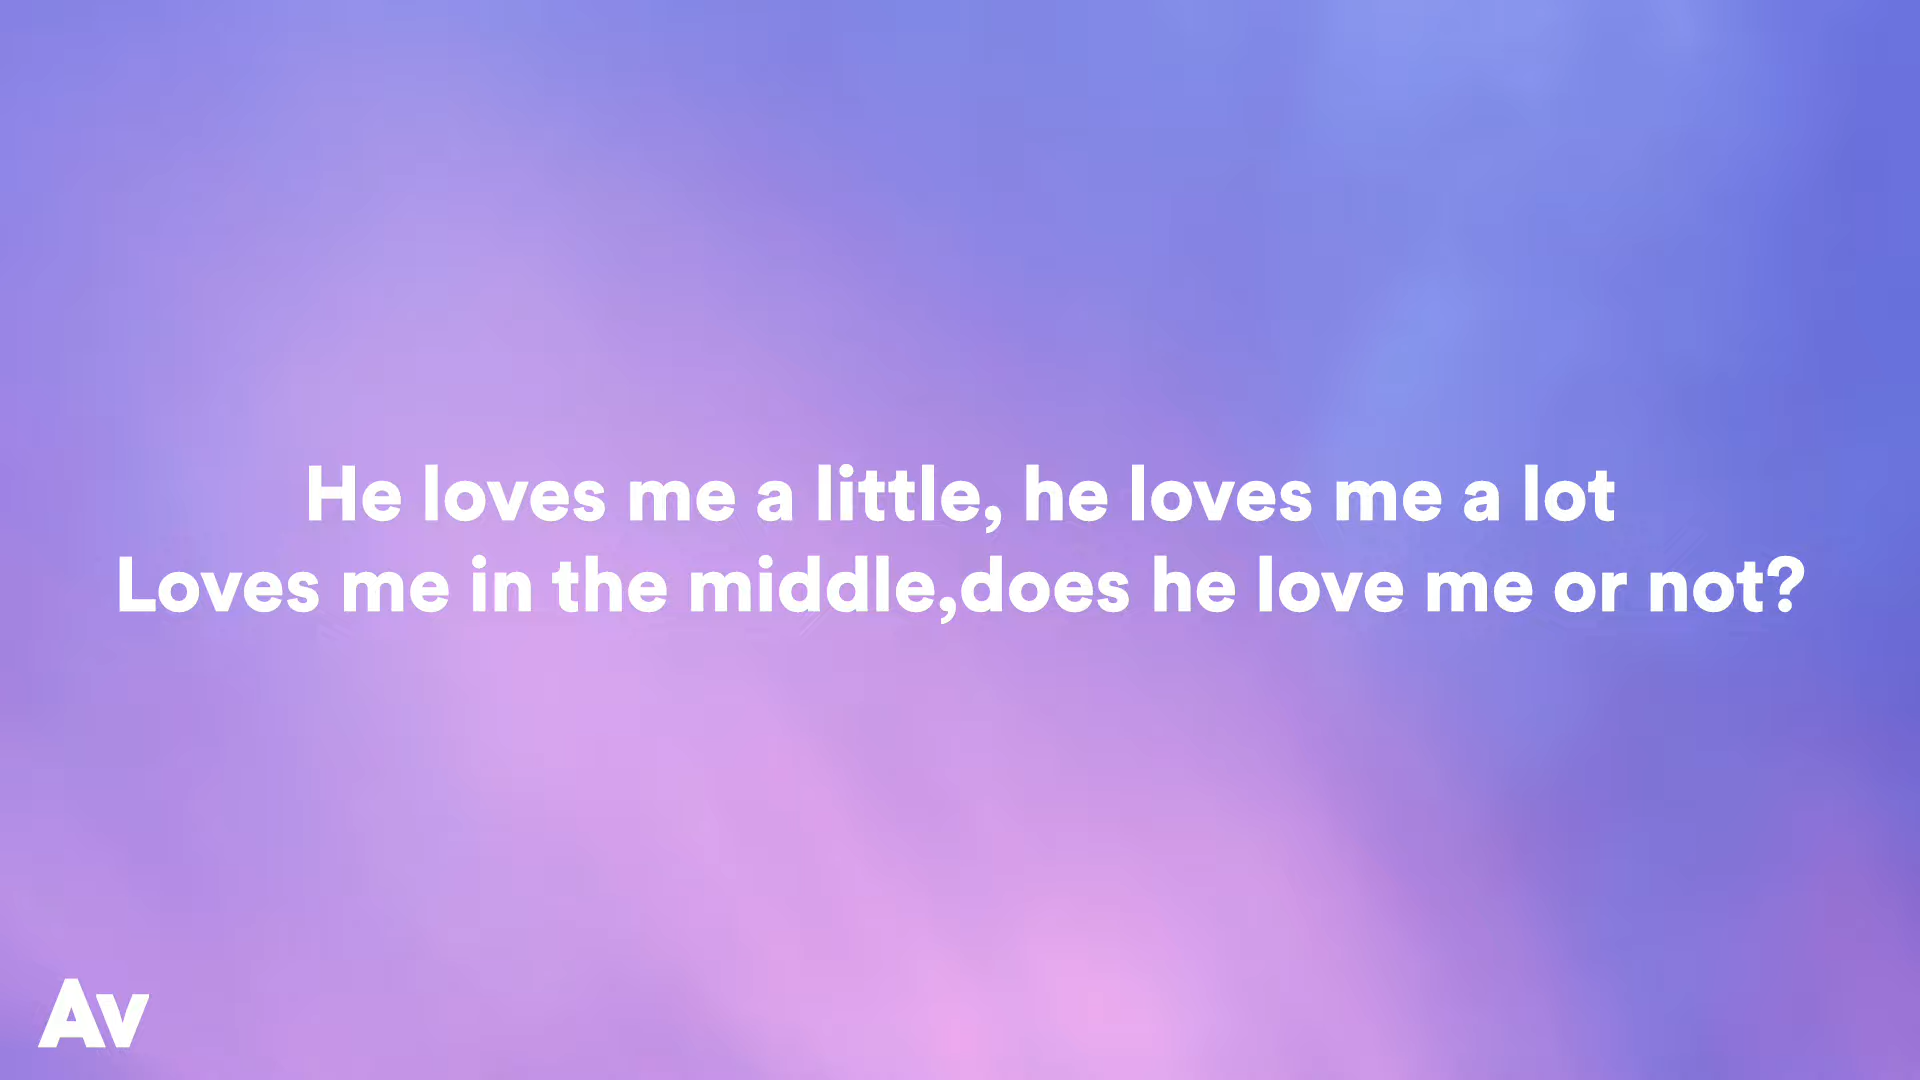 He loves me a little, he loves me a lot
Loves me in the middle,does he love me or not?
Av